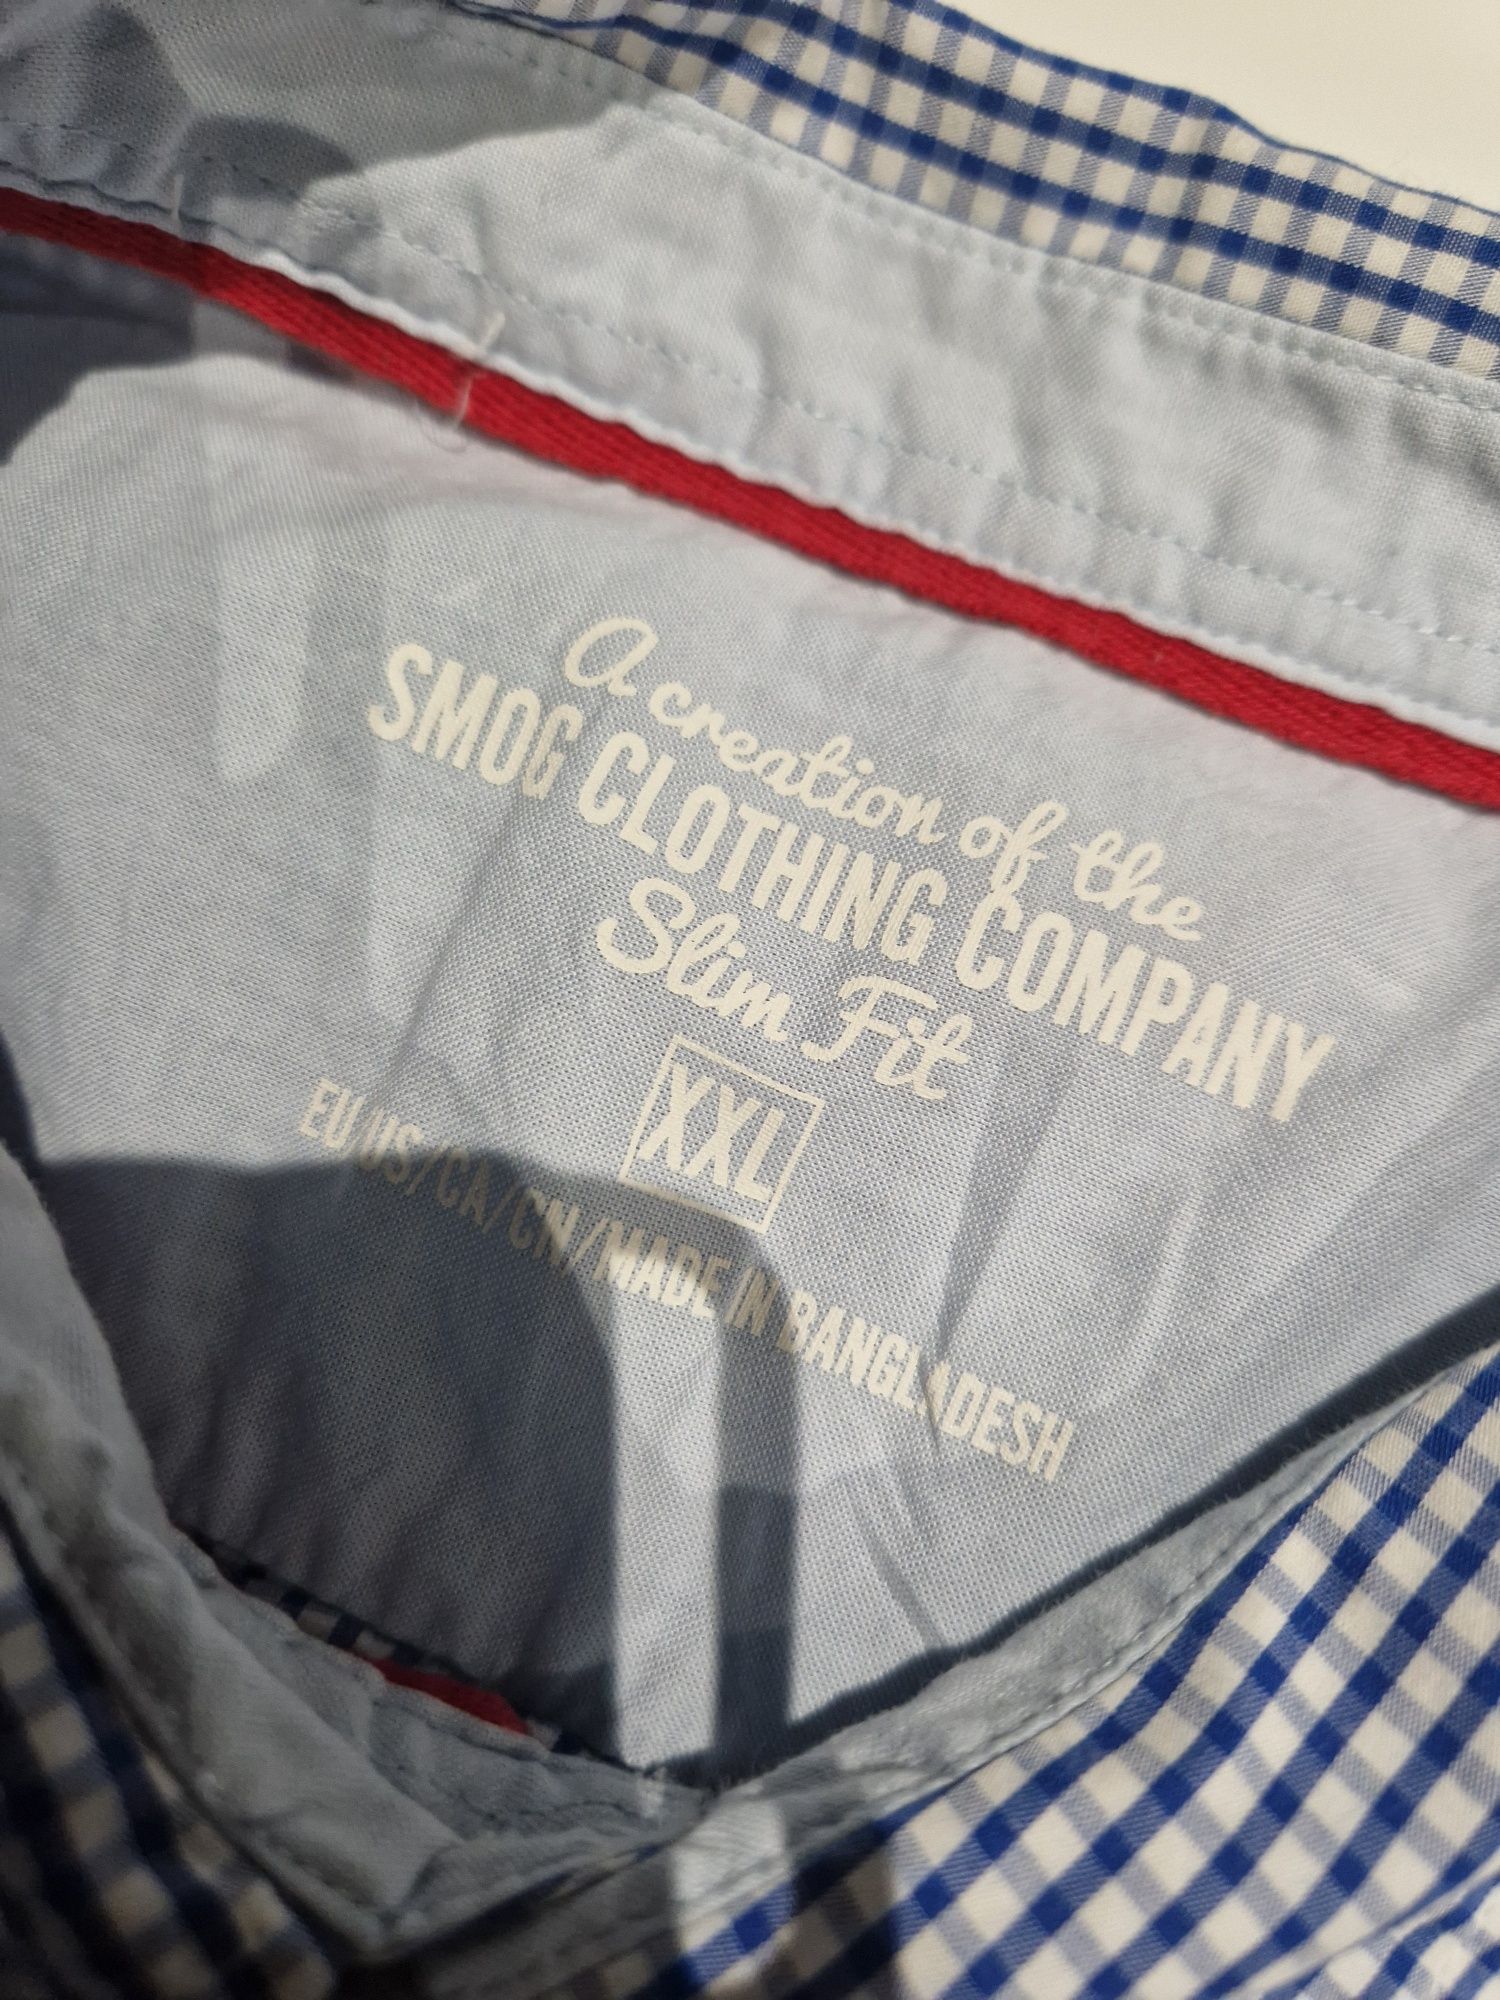 A creation of the
SMOG CLOTHING COMPANY
Slim Fit
XXL
EU/US/CA/CN/MADE IN BANGLADESH